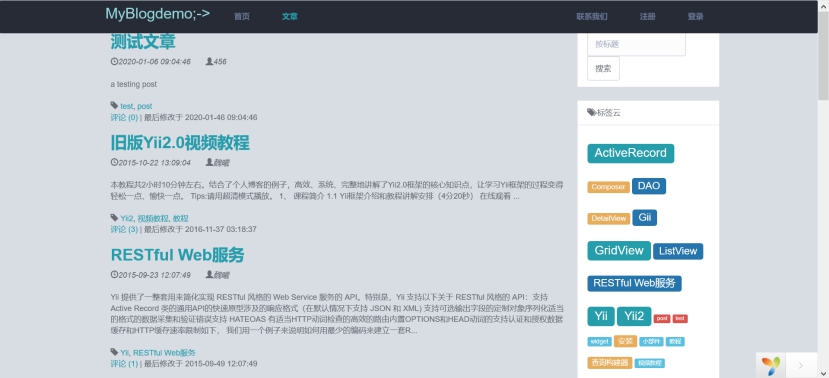 MyBlogdemo;->
首页
文章
联系我们
注册
登录
测试文章
2020-01-06 09:04:46 456
a testing post
test, post
评论 (0) | 最后修改于 2020-01-46 09:04:46
旧版Yii2.0视频教程
2015-10-22 13:09:04 魏曦
本教程共2小时10分钟左右。结合了个人博客的例子，高效、系统、完整地讲解了Yii2.0框架的核心知识点，让学习Yii框架的过程变得
轻松一点、愉快一点。 Tips:请用超清模式播放。 1、 课程简介 1.1 Yii框架介绍和教程讲解安排（4分20秒） 在线观看 ...
Yii2, 视频教程, 教程
评论 (3) | 最后修改于 2016-11-37 03:18:37
RESTful Web服务
2015-09-23 12:07:49 魏曦
Yii 提供了一整套用来简化实现 RESTful 风格的 Web Service 服务的 API。特别是，Yii 支持以下关于 RESTful 风格的 API：支持
Active Record 类的通用API的快速原型涉及的响应格式（在默认情况下支持 JSON 和 XML) 支持可选输出字段的定制对象序列化适当
的格式的数据采集和验证错误支持 HATEOAS 有适当HTTP动词检查的高效的路由内置OPTIONS和HEAD动词的支持认证和授权数据
缓存和HTTP缓存速率限制如下， 我们用一个例子来说明如何用最少的编码来建立一套R...
Yii, RESTful Web服务
评论 (1) | 最后修改于 2015-09-49 12:07:49
按标题
搜索
标签云
ActiveRecord
Composer DAO
DetailView Gii
GridView ListView
RESTful Web服务
Yii Yii2 post test
widget 安装 小部件 教程
查询构建器 视频教程